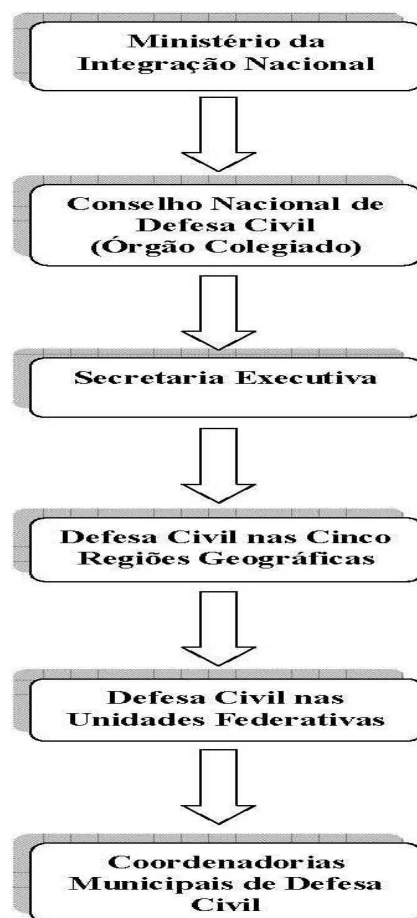 Ministério da
Integração Nacional
Conselho Nacional de
Defesa Civil
(Órgão Colegiado)
Secretaria Executiva
Defesa Civil nas Cinco
Regiões Geográficas
Defesa Civil nas
Unidades Federativas
Coordenadorias
Municipais de Defesa
Civil